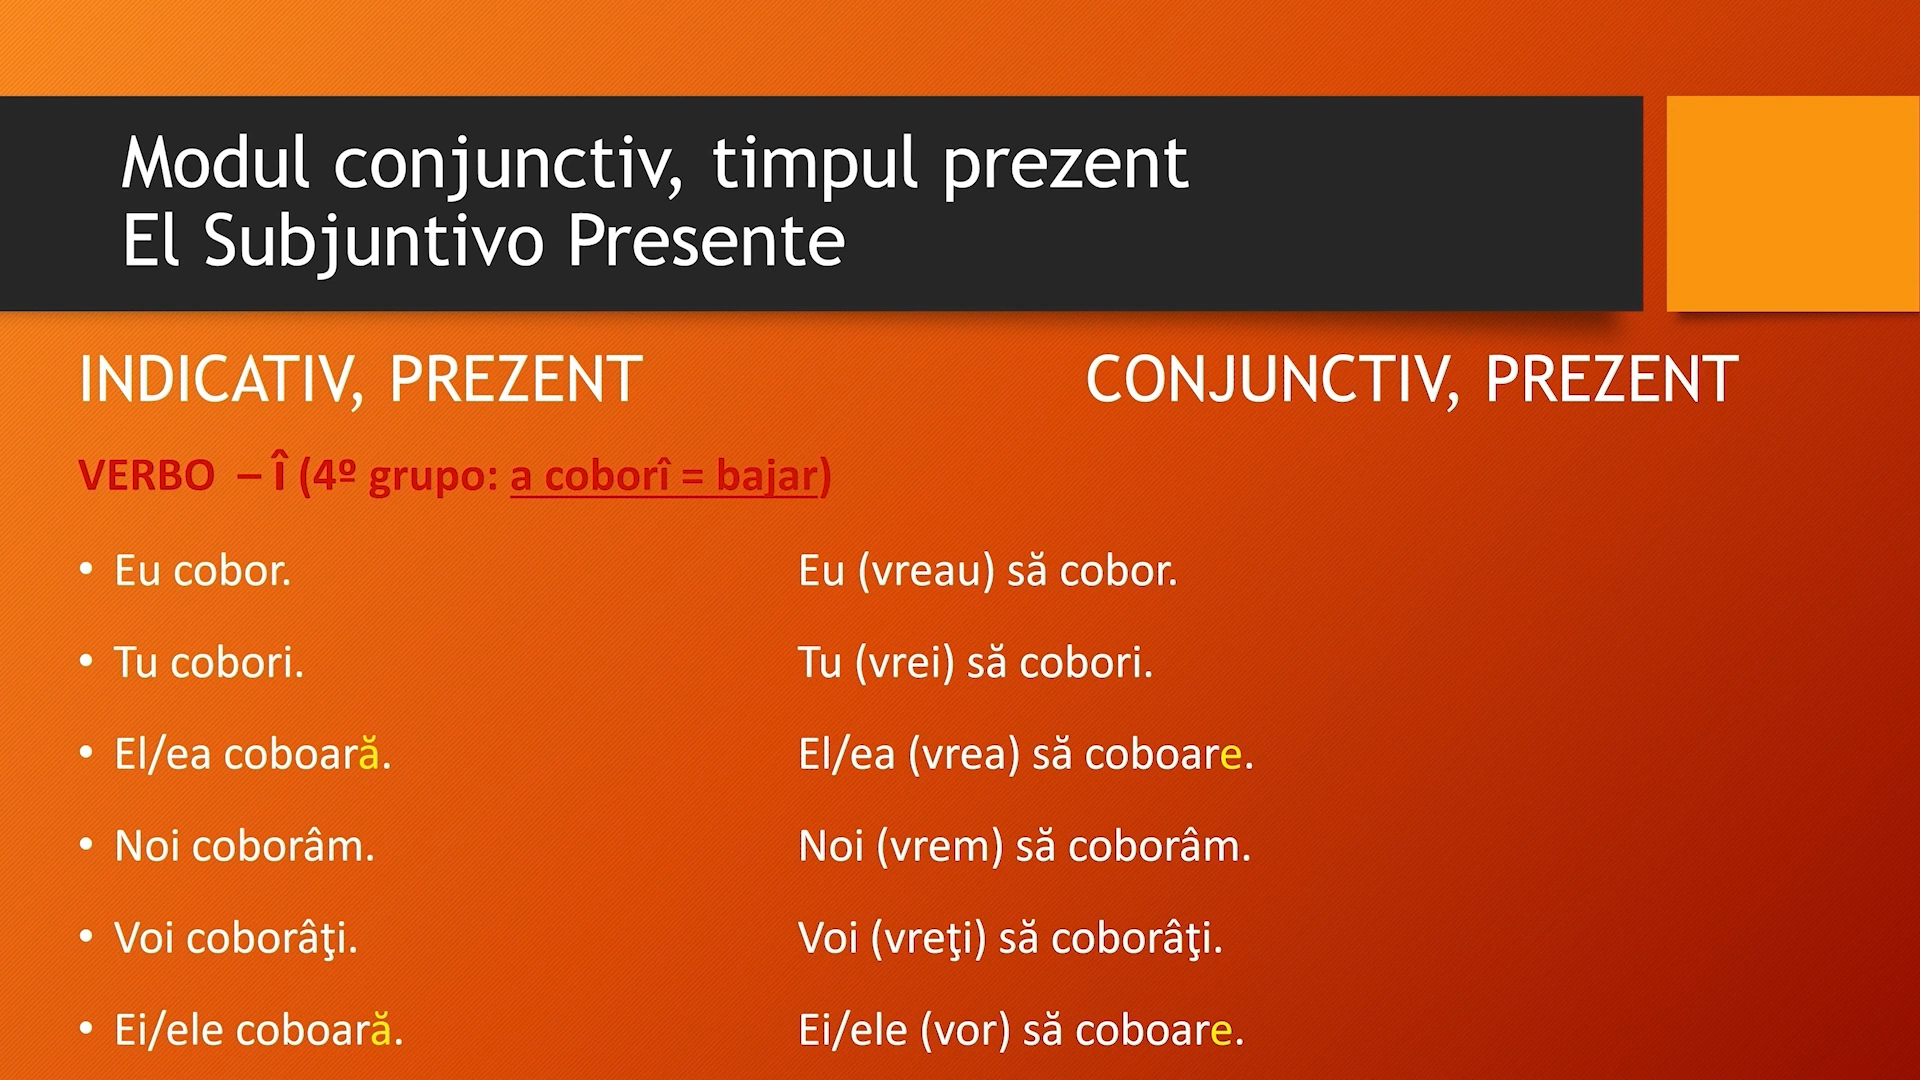 Modul conjunctiv, timpul prezent
El Subjuntivo Presente
INDICATIV, PREZENT CONJUNCTIV, PREZENT
VERBO – Î (4º grupo: a coborî = bajar)
• Eu cobor. Eu (vreau) să cobor.
• Tu cobori. Tu (vrei) să cobori.
• El/ea coboară. El/ea (vrea) să coboare.
• Noi coborâm. Noi (vrem) să coborâm.
• Voi coborâţi. Voi (vreţi) să coborâţi.
• Ei/ele coboară. Ei/ele (vor) să coboare.